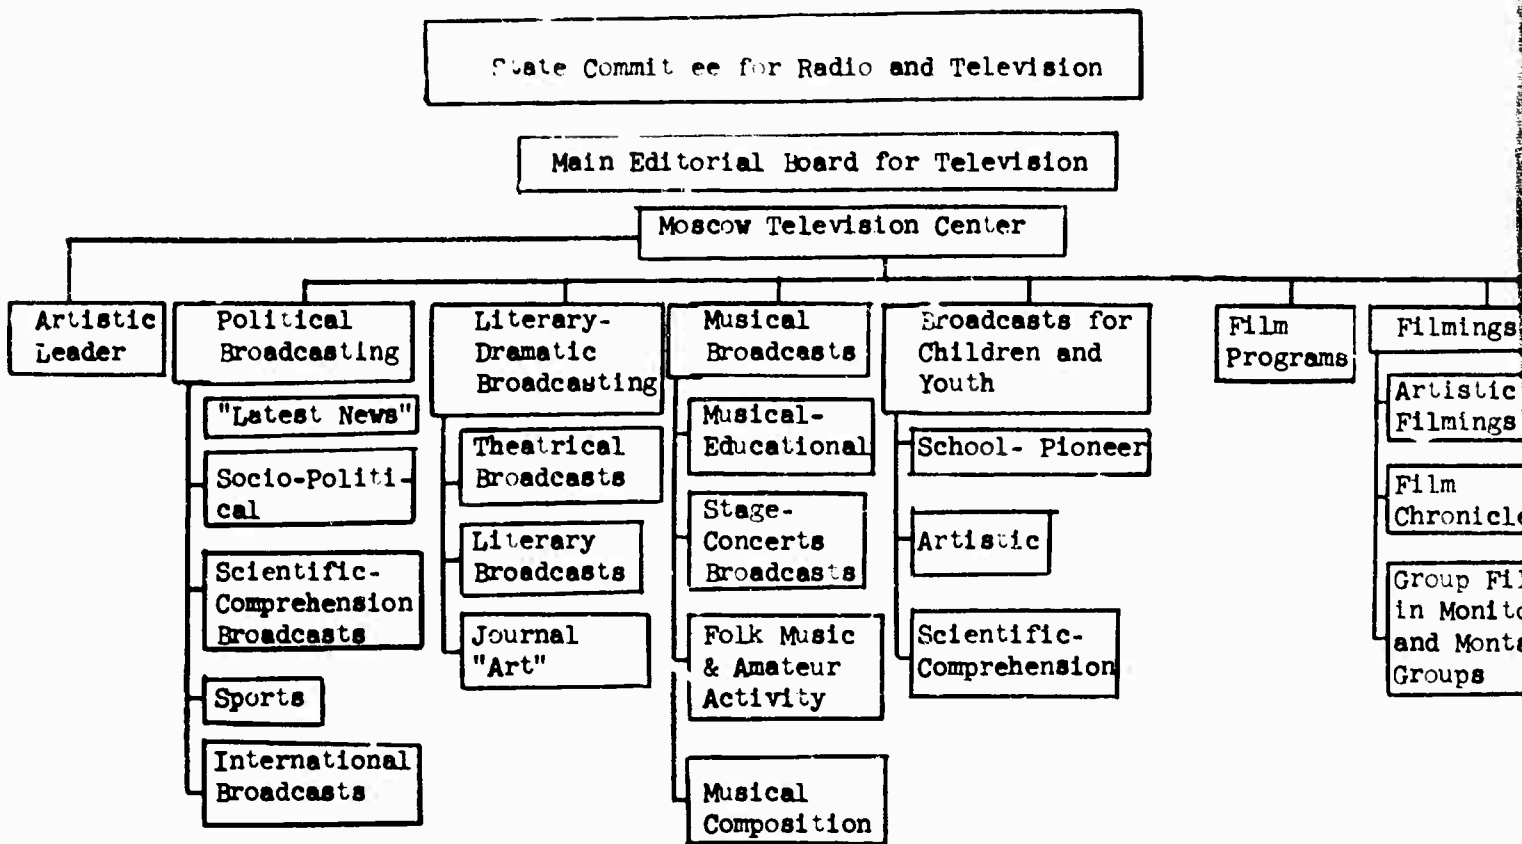 State Committee for Radio and Television
Main Editorial Board for Television
Moscow Television Center
Artistic
Leader
Political
Broadcasting
"Latest News"
Socio-Politi-
cal
Scientific-
Comprehension
Broadcasts
Sports
International
Broadcasts
Literary-
Dramatic
Broadcasting
Theatrical
Broadcasts
Literary
Broadcasts
Journal
"Art"
Musical
Broadcasts
Musical-
Educational
Stage-
Concerts
Broadcasts
Folk Music
& Amateur
Activity
Musical
Composition
Broadcasts for
Children and
Youth
School- Pioneer
Artistic
Scientific-
Comprehension
Film
Programs
Filmings
Artistic
Filmings
Film
Chronicle
Group
in
and
Groups